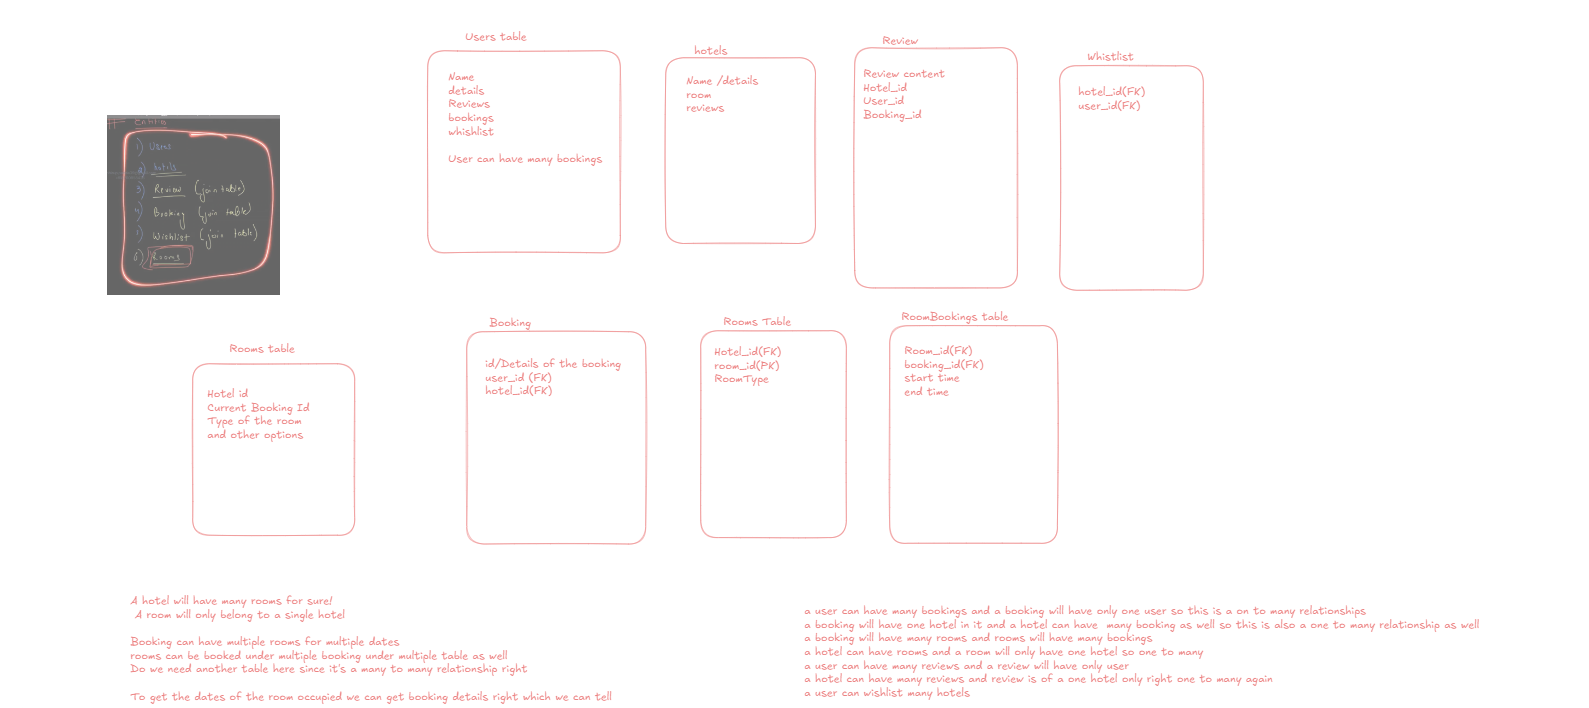 Users table
Name
details
Reviews
bookings
whishlist
User can have many bookings
hotels
Name /details
room
reviews
Review
Review content
Hotel_id
User_id
Booking_id
Whistlist
hotel_id(FK)
user_id(FK)
1) Users
2) hotels
3) Review (join table)
4) Booking (join table)
Wishlist (join table)
6) Rooms
Rooms table
Hotel id
Current Booking Id
Type of the room
and other options
Booking
id/Details of the booking
user_id (FK)
hotel_id(FK)
Rooms Table
Hotel_id(FK)
room_id(PK)
RoomType
RoomBookings table
Room_id(FK)
booking_id(FK)
start time
end time
A hotel will have many rooms for sure!
A room will only belong to a single hotel
Booking can have multiple rooms for multiple dates
rooms can be booked under multiple booking under multiple table as well
Do we need another table here since it's a many to many relationship right
To get the dates of the room occupied we can get booking details right which we can tell
a user can have many bookings and a booking will have only one user so this is a on to many relationships
a booking will have one hotel in it and a hotel can have  many booking as well so this is also a one to many relationship as well
a booking will have many rooms and rooms will have many bookings
a hotel can have rooms and a room will only have one hotel so one to many
a user can have many reviews and a review will have only user
a hotel can have many reviews and review is of a one hotel only right one to many again
a user can wishlist many hotels